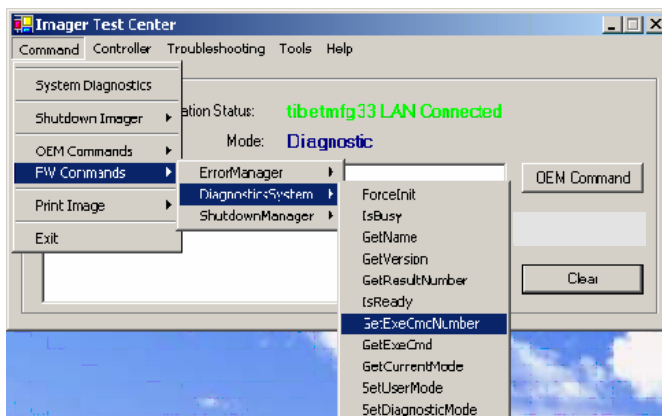 Imager Test Center
Command Controller Troubleshooting Tools Help
System Diagnostics
Shutdown Imager
OEM Commands
FW Commands
Print Image
Exit
ation Status: tibetmfg33 LAN Connected
Mode: Diagnostic
OEM Command
Clear
ErrorManager
DiagnosticsSystem
ShutdownManager
ForceInit
IsBusy
GetName
GetVersion
GetResultNumber
IsReady
GetExeCmdNumber
GetExeCmd
GetCurrentMode
SetUserMode
SetDiagnosticMode